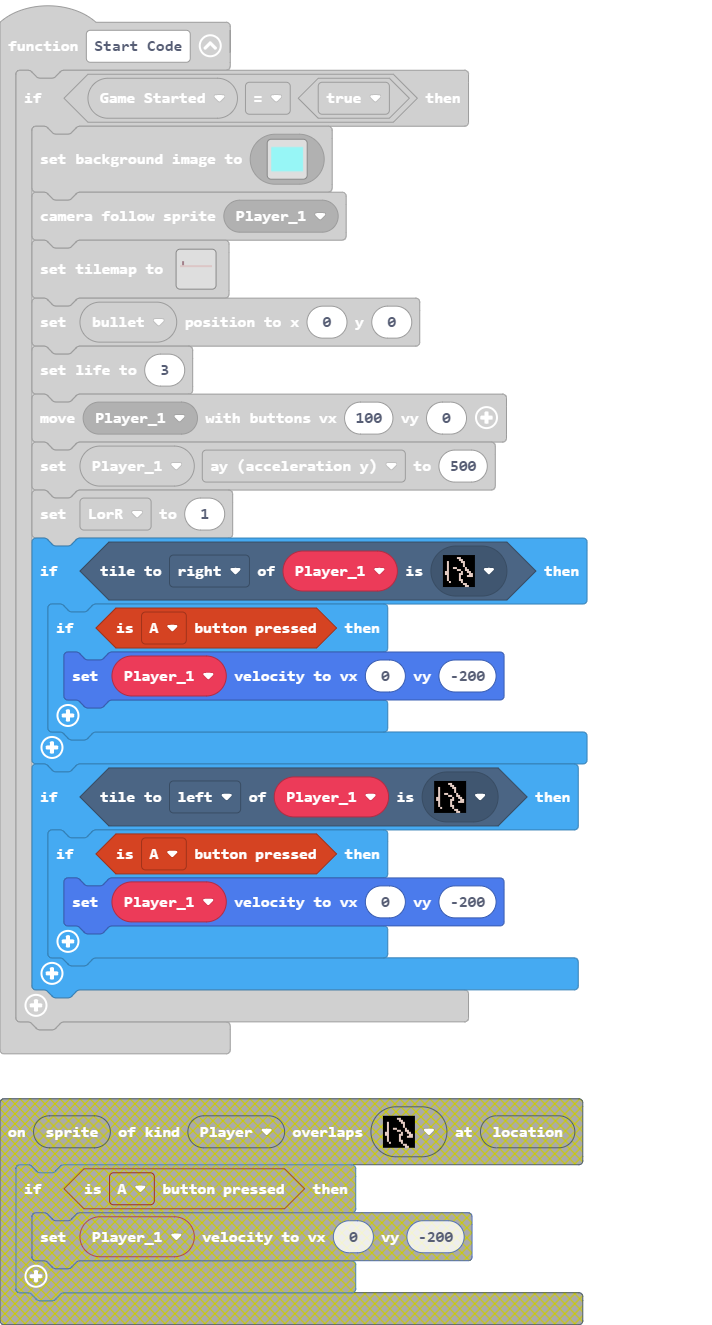 function Start Code
if Game Started = true then
set background image to
camera follow sprite Player_1
set tilemap to
set bullet position to x 0 y 0
set life to 3
move Player_1 with buttons vx 100 vy 0
set Player_1 ay (acceleration y) to 500
set LorR to 1
if tile to right of Player_1 is then
if is A button pressed then
set Player_1 velocity to vx 0 vy -200
if tile to left of Player_1 is then
if is A button pressed then
set Player_1 velocity to vx 0 vy -200
on sprite of kind Player overlaps at location
if is A button pressed then
set Player_1 velocity to vx 0 vy -200